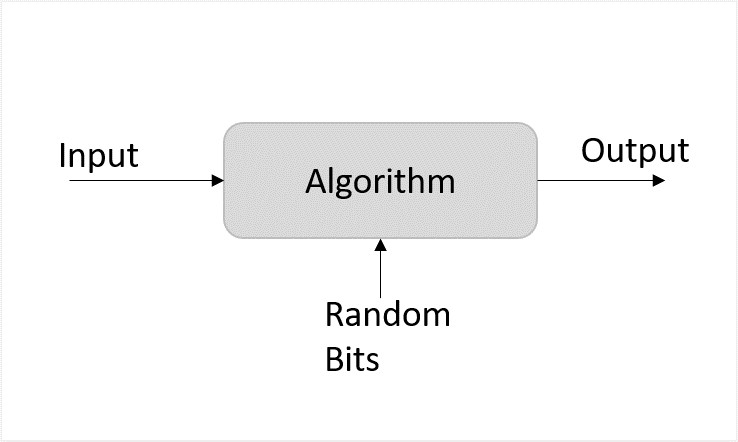 Input
Algorithm
Output
Random
Bits